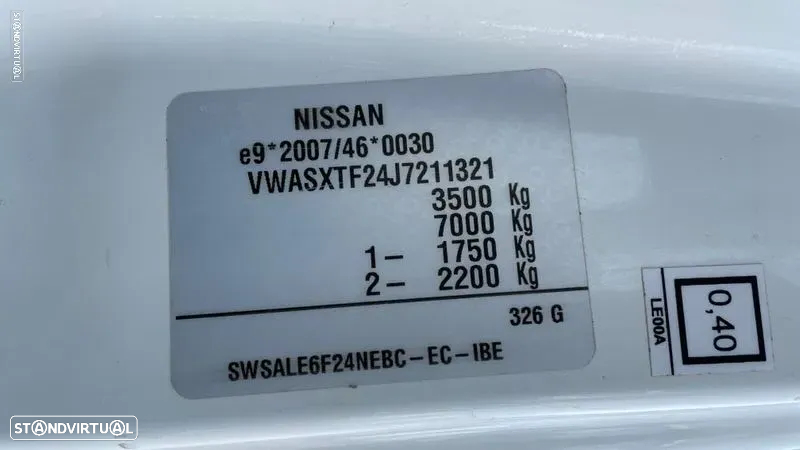 STANDVIRTUAL
NISSAN
e9*2007/46*0030
VWASXTF24J7211321
3500 Kg
7000 Kg
1- 1750 Kg
2- 2200 Kg
326 G
SWSALE6F24NEBC-EC-IBE
0,40
LE00A
STANDVIRTUAL